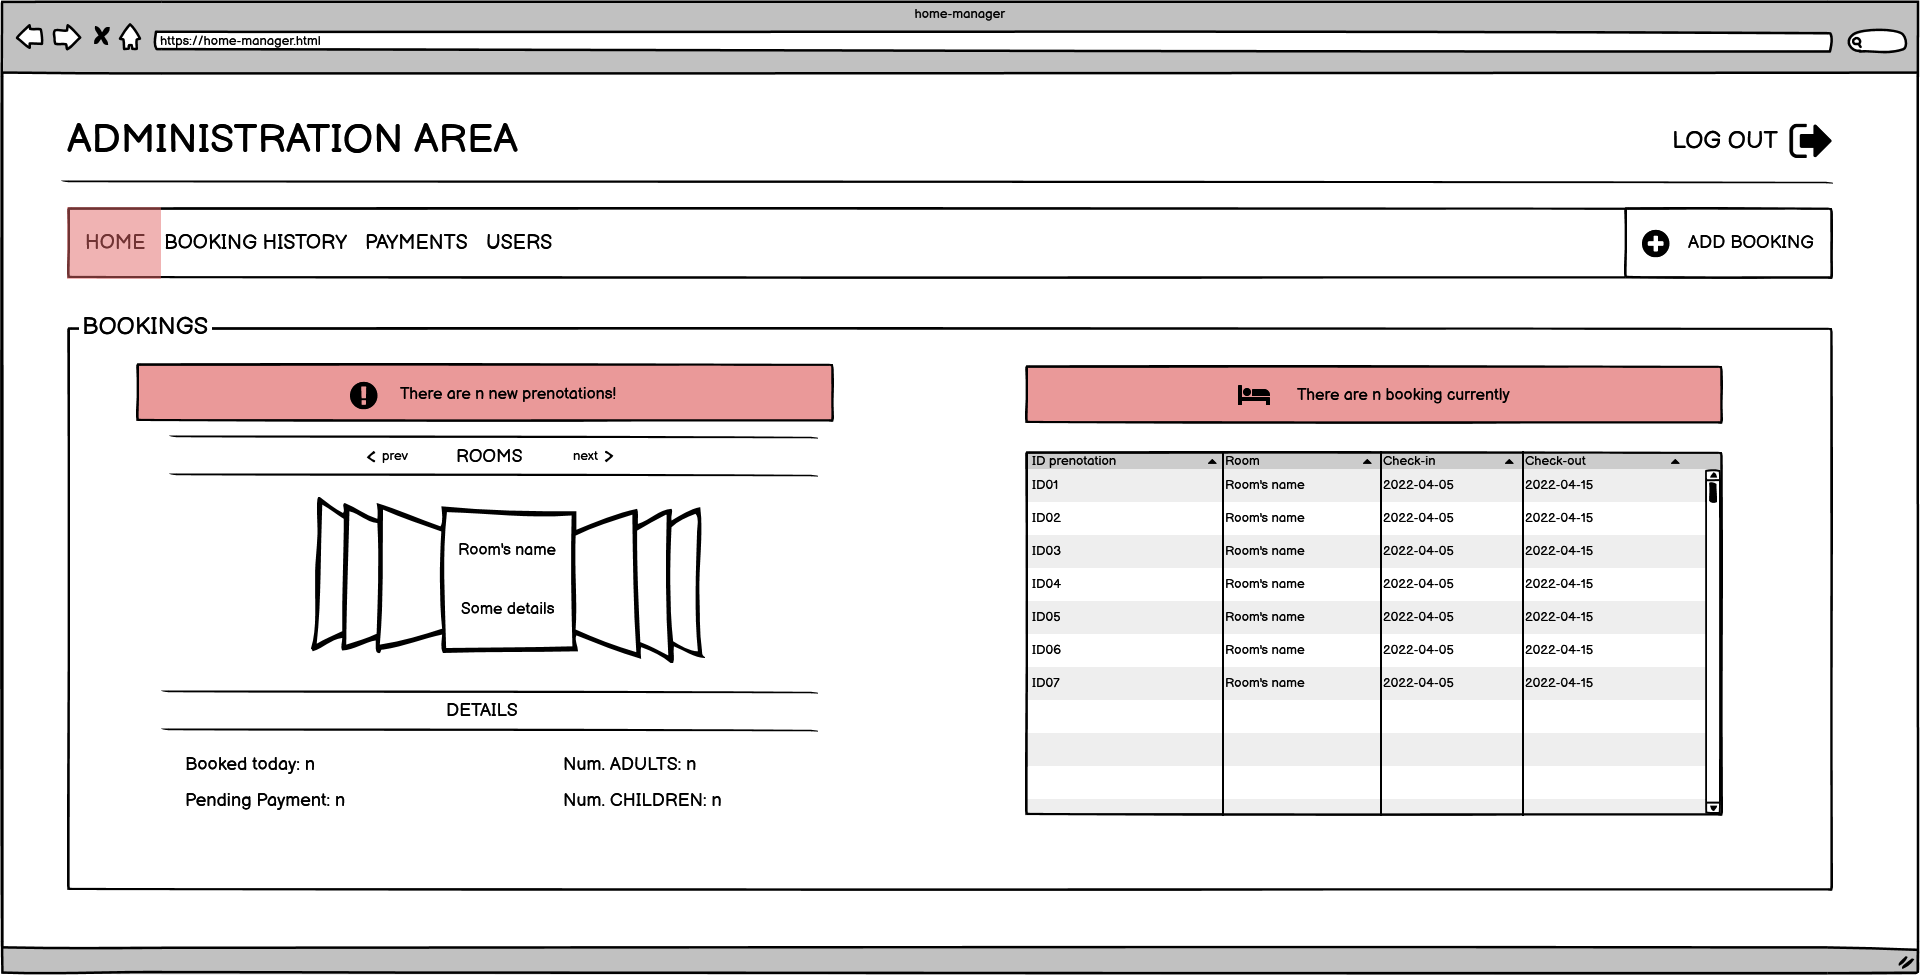 home-manager
https://home-manager.html
ADMINISTRATION AREA
LOG OUT
HOME BOOKING HISTORY PAYMENTS USERS
ADD BOOKING
BOOKINGS
There are n new prenotations!
prev ROOMS next
Room's name
Some details
DETAILS
Booked today: n
Num. ADULTS: n
Pending Payment: n
Num. CHILDREN: n
There are n booking currently
ID prenotation Room Check-in Check-out
ID01 Room's name 2022-04-05 2022-04-15
ID02 Room's name 2022-04-05 2022-04-15
ID03 Room's name 2022-04-05 2022-04-15
ID04 Room's name 2022-04-05 2022-04-15
ID05 Room's name 2022-04-05 2022-04-15
ID06 Room's name 2022-04-05 2022-04-15
ID07 Room's name 2022-04-05 2022-04-15